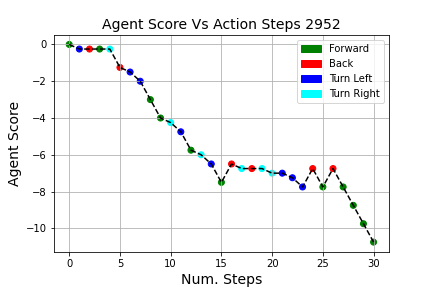 Agent Score Vs Action Steps 2952
Agent Score
0
−2
−4
−6
−8
−10
Forward
Back
Turn Left
Turn Right
0 5 10 15 20 25 30
Num. Steps